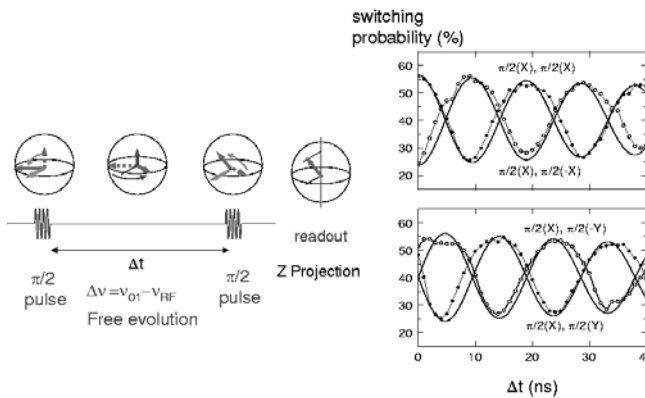 switching
probability (%)
60
50
40
30
20
π/2(X), π/2(X)
π/2(X), π/2(-X)
60
50
40
30
20
π/2(X), π/2(-Y)
π/2(X), π/2(Y)
0
10
20
30
40
Δt (ns)
Δt
π/2
pulse
Δν=ν01−νRF
Free evolution
π/2
pulse
readout
Z Projection